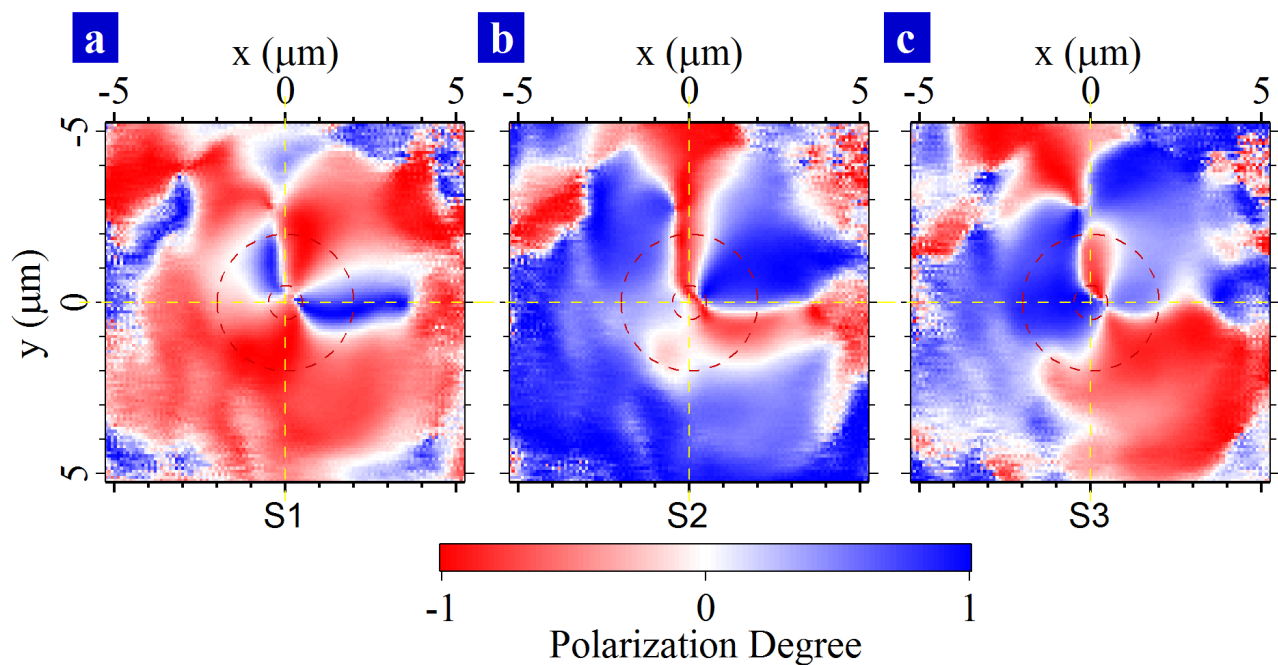 a b c
x (μm) x (μm) x (μm)
-5 0 5 -5 0 5 -5 0 5
-5
0
5
y (μm)
S1 S2 S3
-1 0 1
Polarization Degree